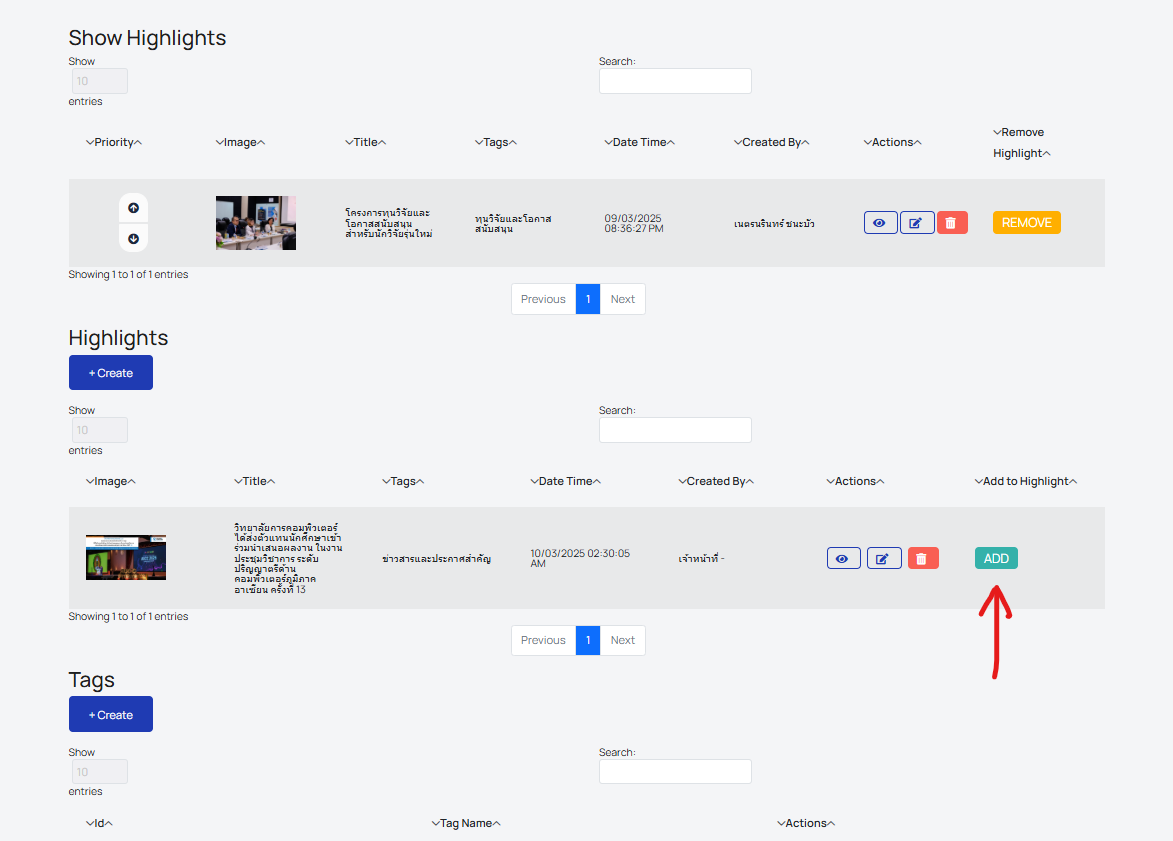 Show Highlights
Show
Search:
10
entries
Priority Image Title Tags Date Time Created By Actions Remove
Highlight
โครงการทุนวิจัยและ
โอกาสสนับสนุน
สำหรับนักวิจัยรุ่นใหม่
ทุนวิจัยและโอกาส
สนับสนุน
09/03/2025
08:36:27 PM
เนตรนรินทร์ ชนะบัว
REMOVE
Showing 1 to 1 of 1 entries
Previous 1 Next
Highlights
+ Create
Show
Search:
10
entries
Image Title Tags Date Time Created By Actions Add to Highlight
วิทยาลัยการคอมพิวเตอร์
ได้ส่งตัวแทนนักศึกษาเข้า
ร่วมนำเสนอผลงาน ในงาน
ประชุมวิชาการ ระดับ
ปริญญาตรีด้าน
คอมพิวเตอร์ภูมิภาค
อาเซียน ครั้งที่ 13
ข่าวสารและประกาศสำคัญ
10/03/2025 02:30:05
AM
เจ้าหน้าที่ -
ADD
Showing 1 to 1 of 1 entries
Previous 1 Next
Tags
+ Create
Show
Search:
10
entries
Id Tag Name Actions